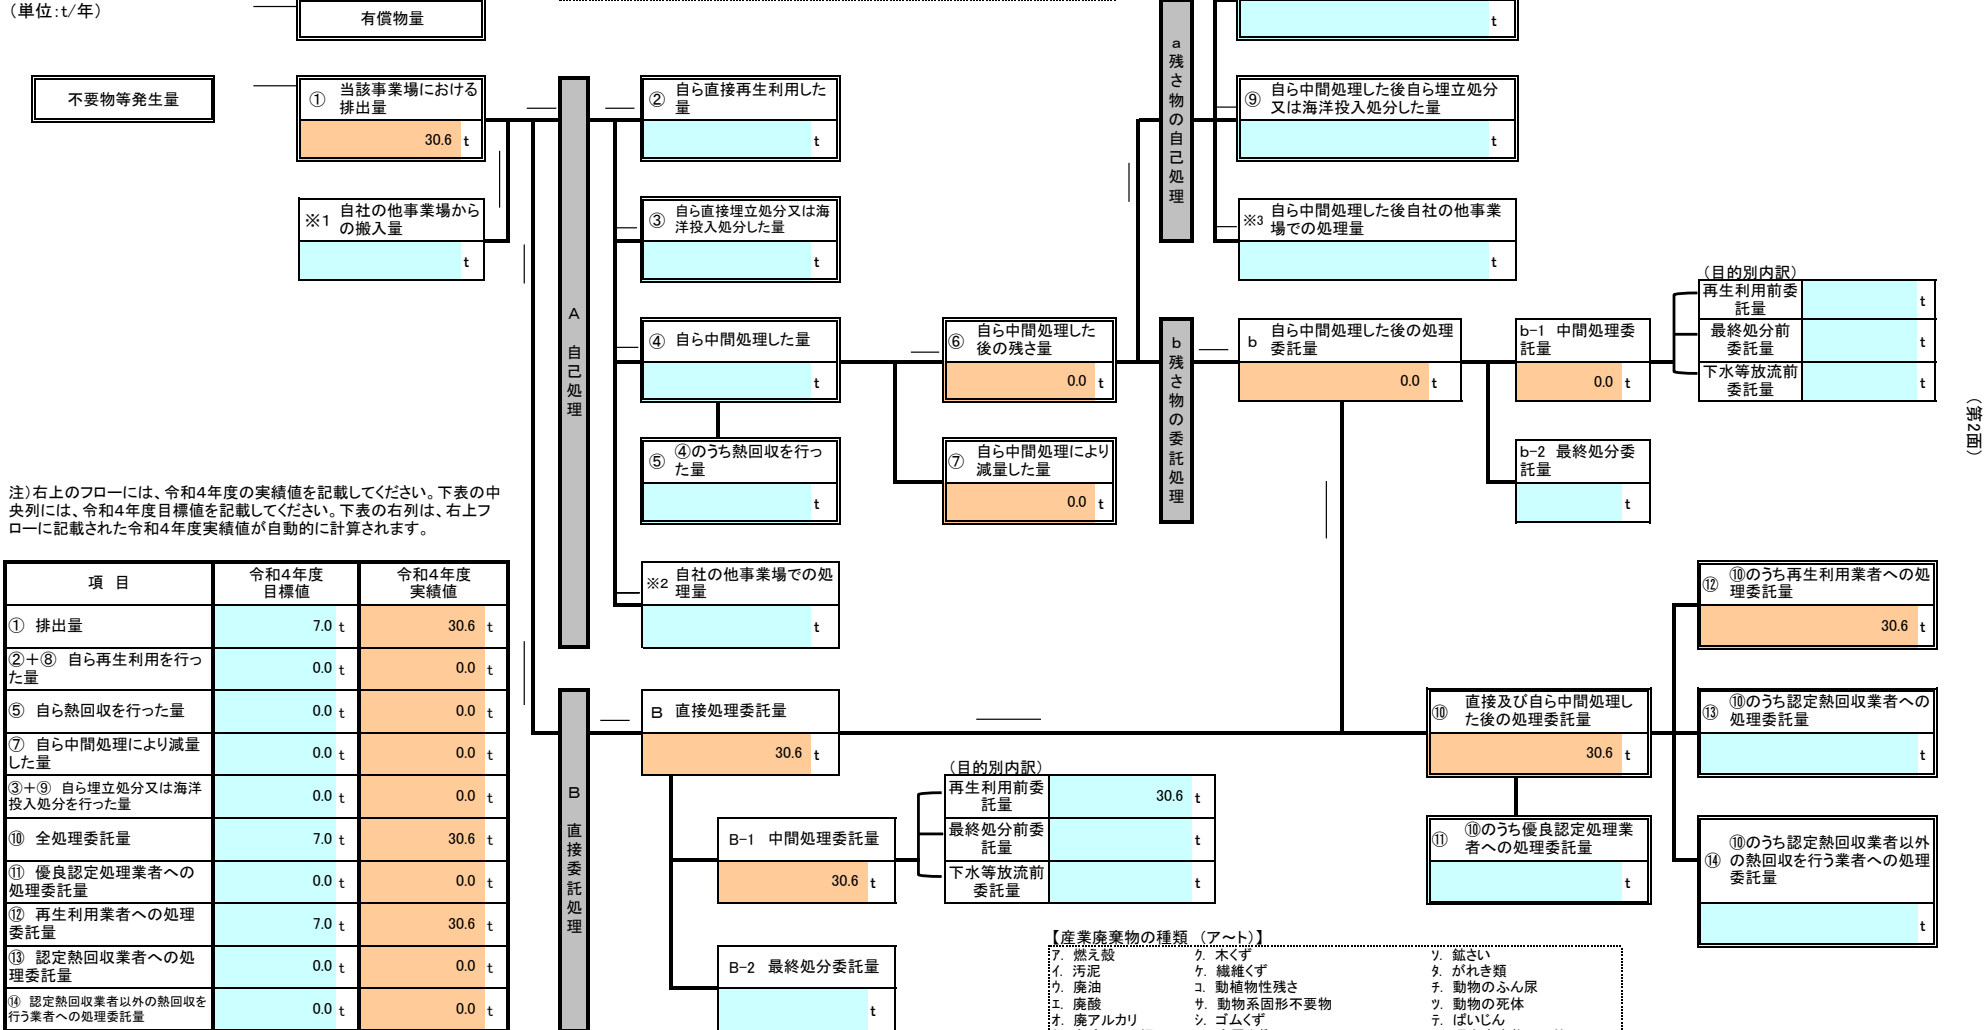 （単位：t/年）
有償物量
t
不要物等発生量
① 当該事業場における
排出量
30.6 t
※1 自社の他事業場から
の搬入量
t
A 自己処理
② 自ら直接再生利用した
量
t
③ 自ら直接埋立処分又は海
洋投入処分した量
t
④ 自ら中間処理した量
t
⑤ ④のうち熱回収を行っ
た量
t
※2 自社の他事業場での処
理量
t
⑥ 自ら中間処理した
後の残さ量
0.0 t
⑦ 自ら中間処理により
減量した量
0.0 t
a 残さ物の自己処理
⑨ 自ら中間処理した後自ら埋立処分
又は海洋投入処分した量
t
※3 自ら中間処理した後自社の他事業
場での処理量
t
b 残さ物の委託処理
b 自ら中間処理した後の処理
委託量
0.0 t
b-1 中間処理委
託量
0.0 t
b-2 最終処分委
託量
t
（目的別内訳）
再生利用前委
託量
t
最終処分前
委託量
t
下水等放流前
委託量
t
（第2面）
注）右上のフローには、令和４年度の実績値を記載してください。下表の中
央列には、令和４年度目標値を記載してください。下表の右列は、右上フ
ローに記載された令和４年度実績値が自動的に計算されます。
項 目 令和４年度
目標値 令和４年度
実績値
① 排出量 7.0 t 30.6 t
②＋⑧ 自ら再生利用を行っ
た量 0.0 t 0.0 t
⑤ 自ら熱回収を行った量 0.0 t 0.0 t
⑦ 自ら中間処理により減量
した量 0.0 t 0.0 t
③＋⑨ 自ら埋立処分又は海洋
投入処分を行った量 0.0 t 0.0 t
⑩ 全処理委託量 7.0 t 30.6 t
⑪ 優良認定処理業者への
処理委託量 0.0 t 0.0 t
⑫ 再生利用業者への処理
委託量 7.0 t 30.6 t
⑬ 認定熱回収業者への処
理委託量 0.0 t 0.0 t
⑭ 認定熱回収業者以外の熱回収を
行う業者への処理委託量 0.0 t 0.0 t
B 直接委託処理
B 直接処理委託量
30.6 t
B-1 中間処理委託量
30.6 t
B-2 最終処分委託量
t
（目的別内訳）
再生利用前委
託量
30.6 t
最終処分前委
託量
t
下水等放流前
委託量
t
⑩ 直接及び自ら中間処理し
た後の処理委託量
30.6 t
⑪ ⑩のうち優良認定処理業
者への処理委託量
t
⑫ ⑩のうち再生利用業者への処
理委託量
30.6 t
⑬ ⑩のうち認定熱回収業者への
処理委託量
t
⑭ ⑩のうち認定熱回収業者以外
の熱回収を行う業者への処理
委託量
t
【産業廃棄物の種類 （ア～ト）】
ア．燃え殻 ク．木くず ソ．鉱さい
イ．汚泥 ケ．繊維くず タ．がれき類
ウ．廃油 コ．動植物性残さ チ．動物のふん尿
エ．廃酸 サ．動物系固形不要物 ツ．動物の死体
オ．廃アルカリ シ．ゴムくず テ．ばいじん